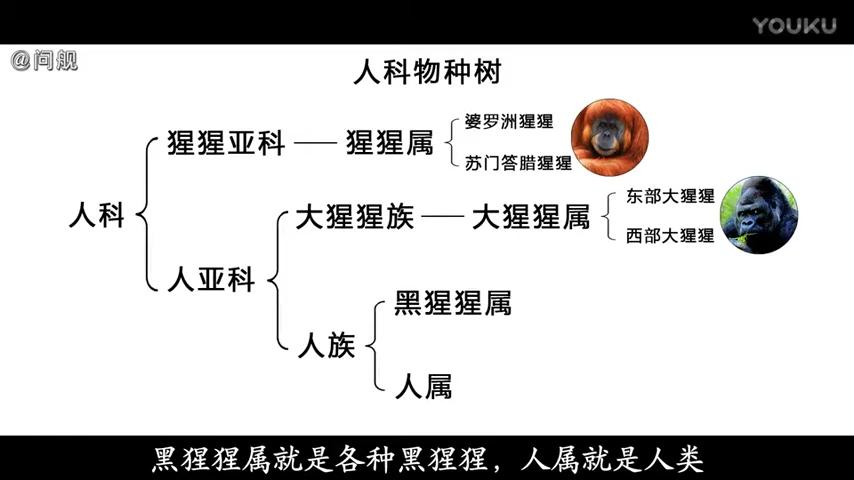 YOUKU
@问舰
人科物种树
婆罗洲猩猩
猩猩亚科
猩猩属
苏门答腊猩猩
东部大猩猩
人科
大猩猩族
大猩猩属
西部大猩猩
人亚科
黑猩猩属
人族
人属
黑猩猩属就是各种黑猩猩，人属就是人类